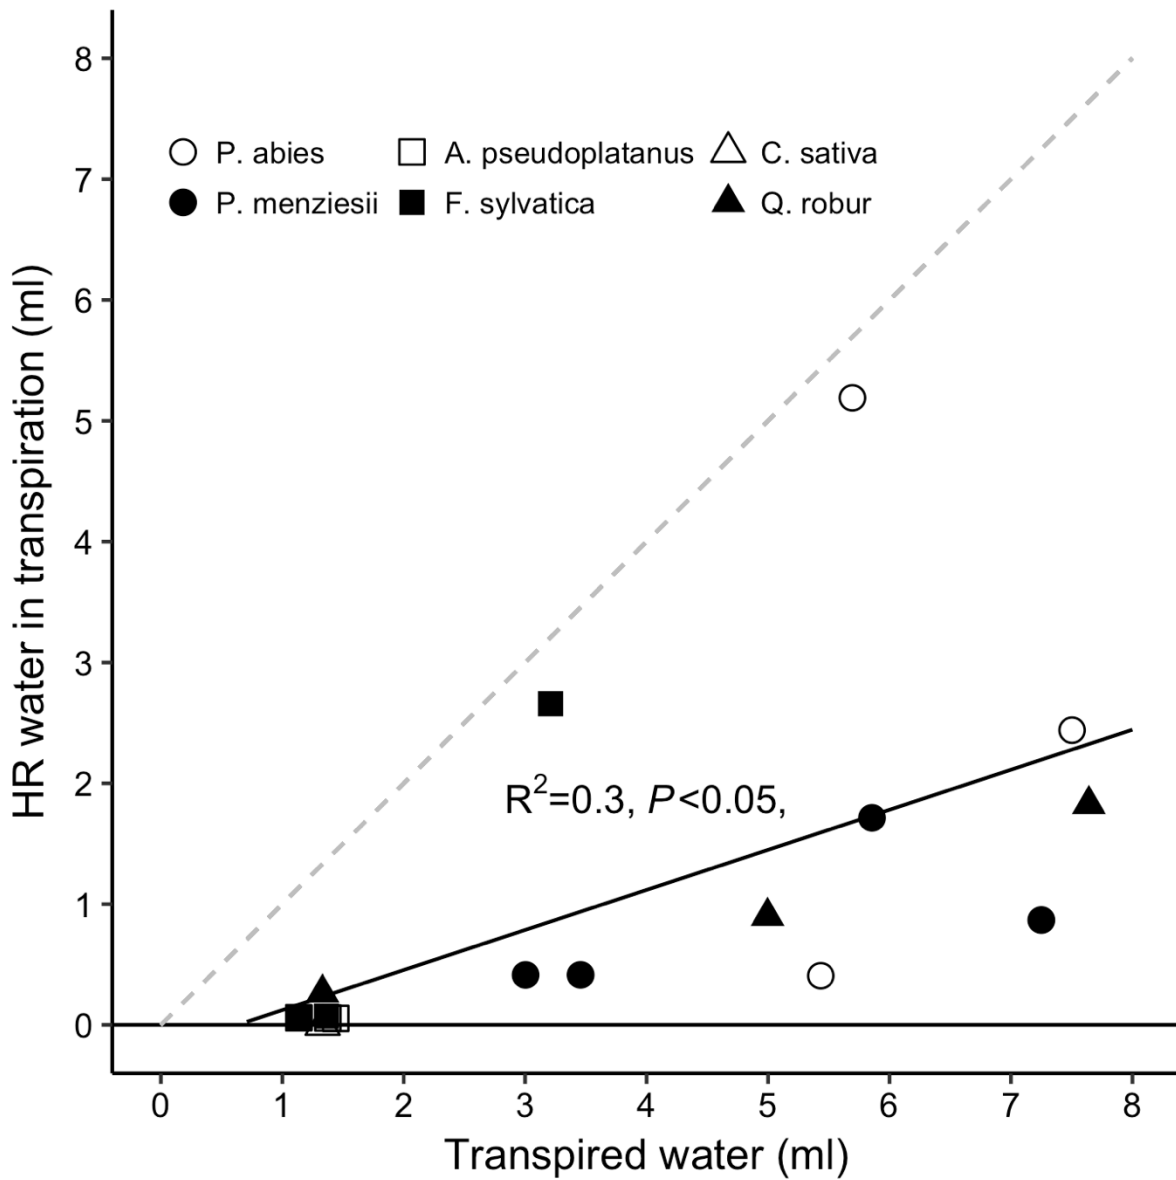 8
P. abies A. pseudoplatanus C. sativa
7
P. menziesii F. sylvatica Q. robur
6
5
4
3
2
R²=0.3, P<0.05,
1
0
0 1 2 3 4 5 6 7 8
Transpired water (ml)
HR water in transpiration (ml)